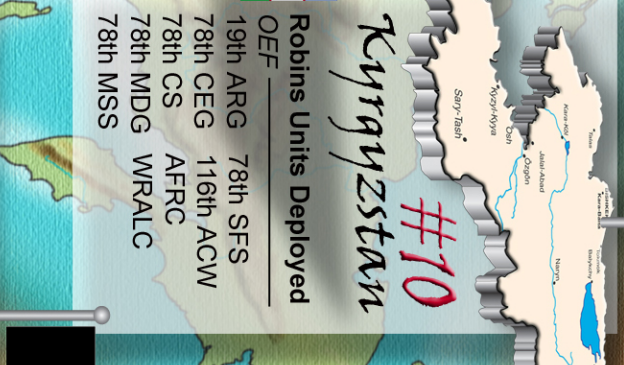 #10
Kyrgyzstan
Robins Units Deployed
OEF
19th ARG 78th SFS
78th CEG 116th ACW
78th CS AFRC
78th MDG WRALC
78th MSS
Talas
Kara-Köl
Naryn
Jalal-Abad
Özgön
Osh
Kyzyl-Kyya
Sary-Tash